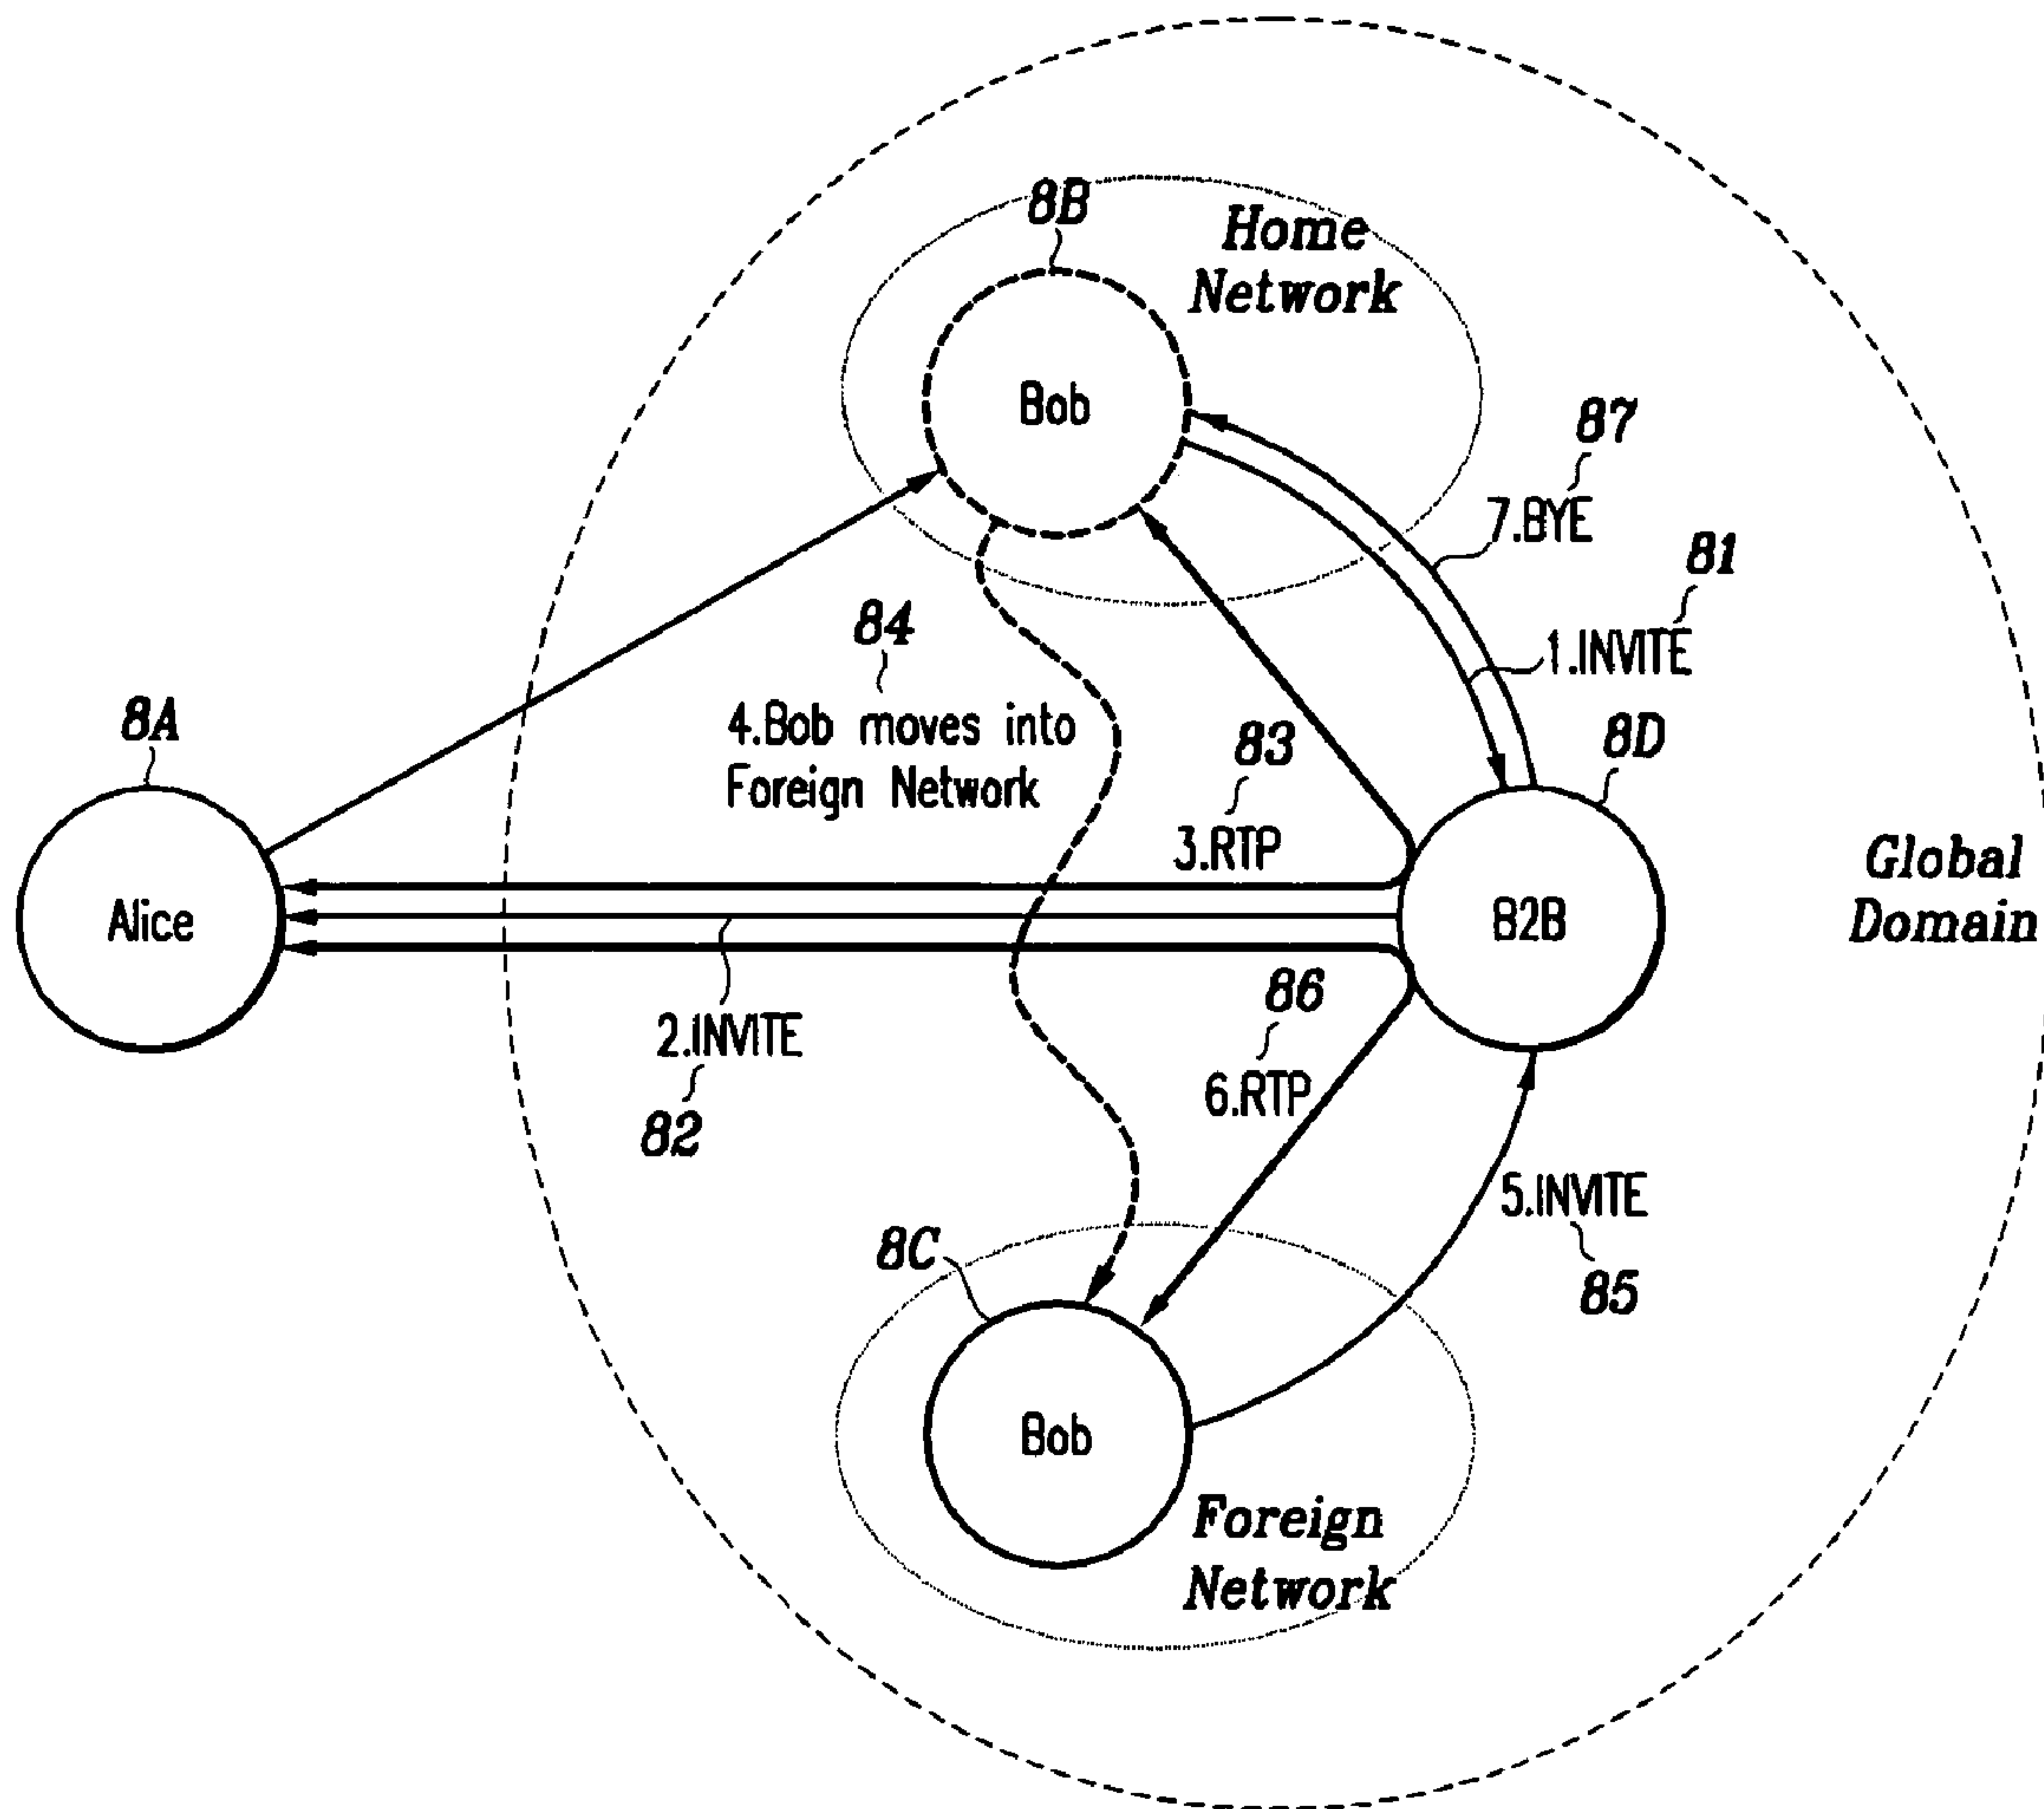 8B
Home
Network
Bob
87
7.BYE
81
1.INVITE
84
4.Bob moves into
Foreign Network
83
3.RTP
8A
8D
Alice
B2B
Global
Domain
2.INVITE
82
86
6.RTP
5.INVITE
85
8C
Bob
Foreign
Network